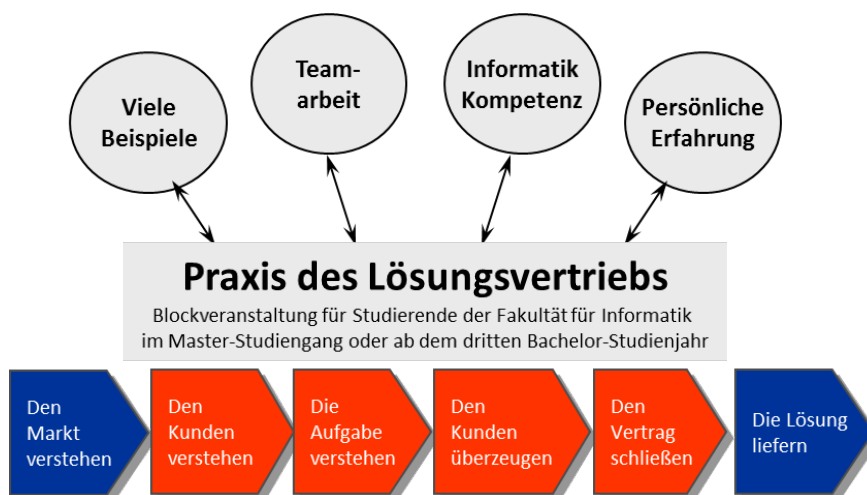 Viele
Beispiele
Team-
arbeit
Informatik
Kompetenz
Persönliche
Erfahrung
Praxis des Lösungsvertriebs
Blockveranstaltung für Studierende der Fakultät für Informatik
im Master-Studiengang oder ab dem dritten Bachelor-Studienjahr
Den
Markt
verstehen
Den
Kunden
verstehen
Die
Aufgabe
verstehen
Den
Kunden
überzeugen
Den
Vertrag
schließen
Die Lösung
liefern